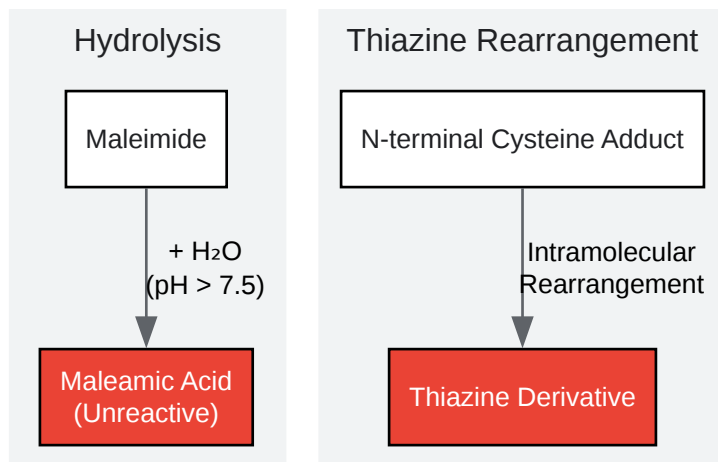 Hydrolysis
Maleimide
+ H₂O
(pH > 7.5)
Maleamic Acid
(Unreactive)
Thiazine Rearrangement
N-terminal Cysteine Adduct
Intramolecular
Rearrangement
Thiazine Derivative